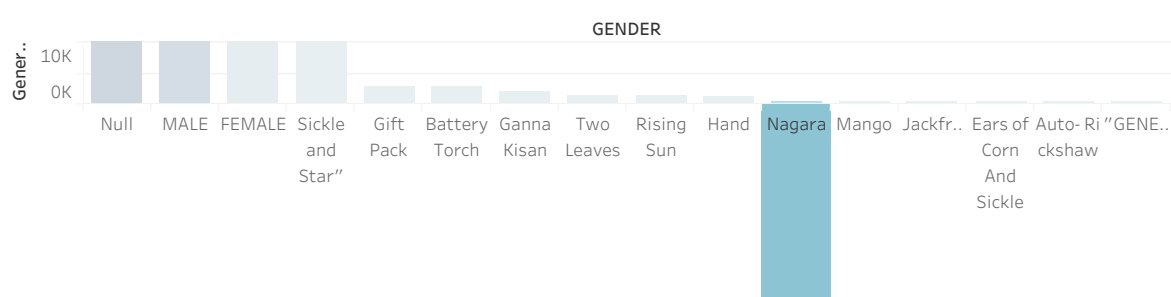 GENDER
Gener..
10K
0K
Null MALE FEMALE Sickle Gift Battery Ganna Two Rising Hand Nagara Mango Jackfr.. Ears of Auto- Ri "GENE..
and Pack Torch Kisan Leaves Sun Corn ckshaw
Star" And
Sickle